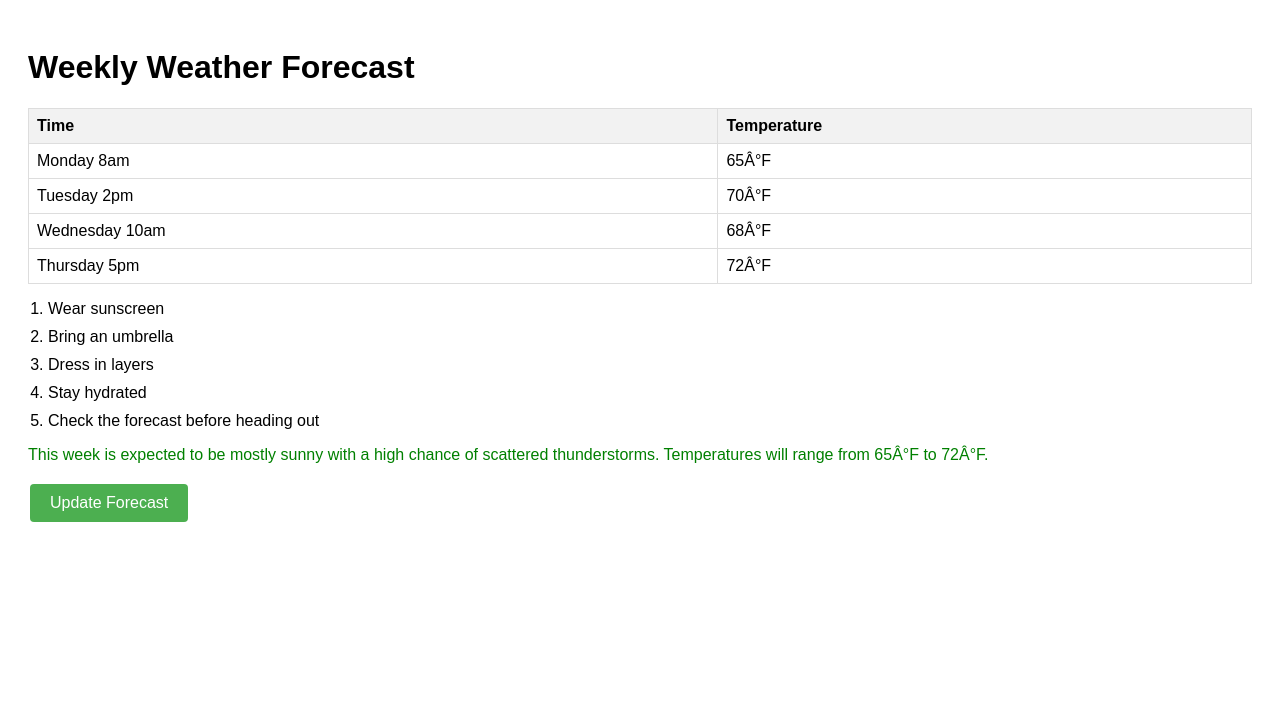 Weekly Weather Forecast
Time Temperature
Monday 8am 65Â°F
Tuesday 2pm 70Â°F
Wednesday 10am 68Â°F
Thursday 5pm 72Â°F
1. Wear sunscreen
2. Bring an umbrella
3. Dress in layers
4. Stay hydrated
5. Check the forecast before heading out
This week is expected to be mostly sunny with a high chance of scattered thunderstorms. Temperatures will range from 65Â°F to 72Â°F.
Update Forecast